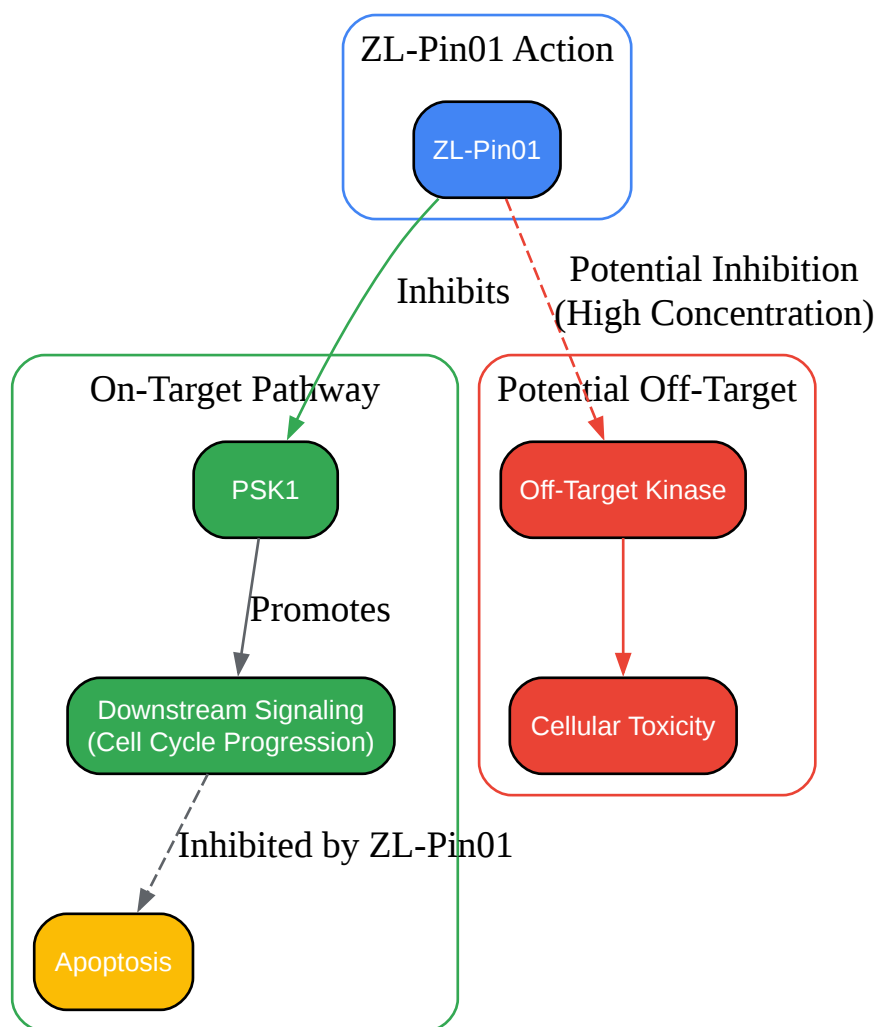 ZL-Pin01 Action
ZL-Pin01
Inhibits
Potential Inhibition
(High Concentration)
On-Target Pathway
Potential Off-Target
PSK1
Off-Target Kinase
Promotes
Downstream Signaling
(Cell Cycle Progression)
Cellular Toxicity
Inhibited by ZL-Pin01
Apoptosis